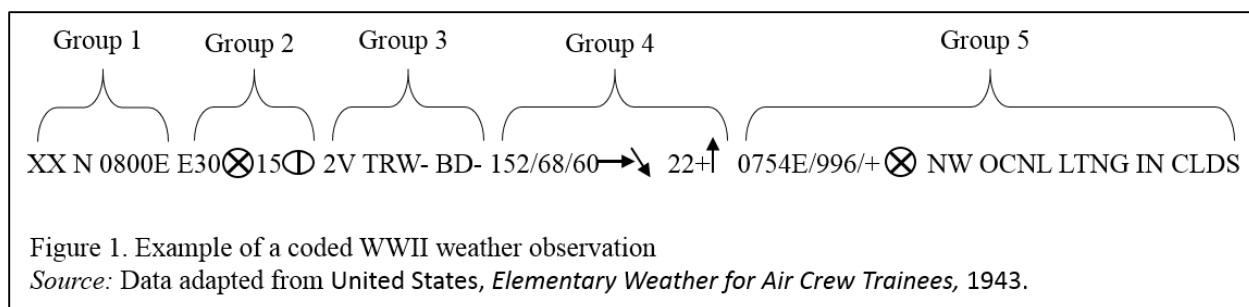 Group 1 Group 2 Group 3 Group 4 Group 5
XX N 0800E E30⊗15⦶ 2V TRW- BD- 152/68/60→↘ 22+↑ 0754E/996/+ ⊗ NW OCNL LTNG IN CLDS
Figure 1. Example of a coded WWII weather observation
Source: Data adapted from United States, Elementary Weather for Air Crew Trainees, 1943.